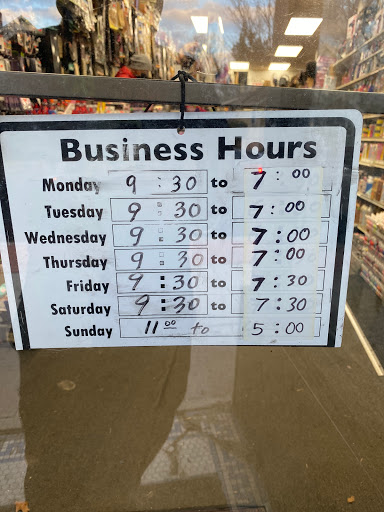 Business Hours
Monday 9 : 30 to 7 : 00
Tuesday 9 : 30 to 7 : 00
Wednesday 9 : 30 to 7 : 00
Thursday 9 : 30 to 7 : 00
Friday 9 : 30 to 7 : 30
Saturday 9 : 30 to 7 : 30
Sunday 11 00 to 5 : 00